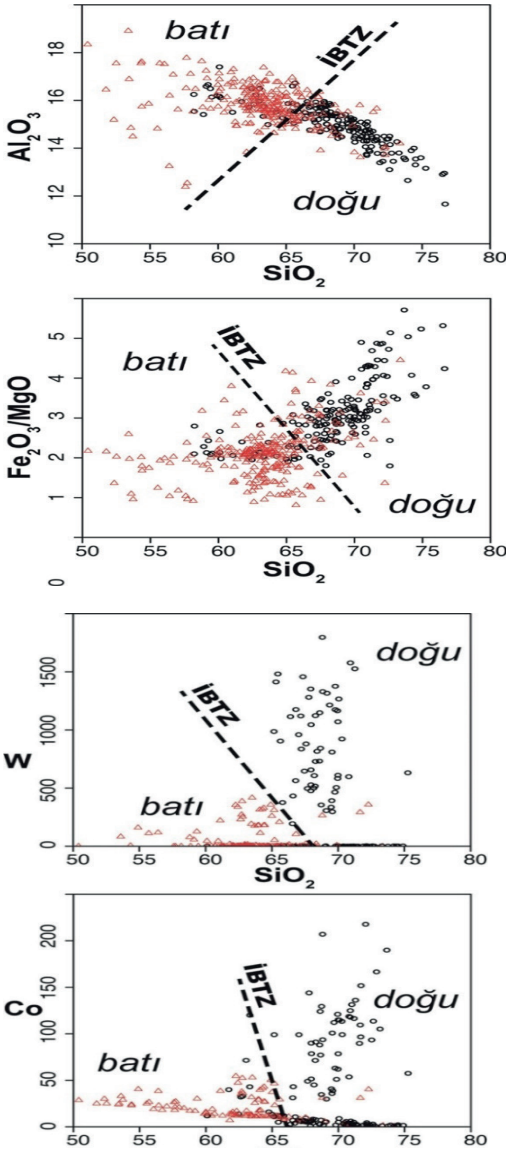 batı
İBTZ
doğu
Al2O3
18
16
14
12
10
50 55 60 65 70 75 80
SiO2
batı
İBTZ
doğu
Fe2O3/MgO
5
4
3
2
1
0
50 55 60 65 70 75 80
SiO2
doğu
İBTZ
batı
W
1500
1000
500
0
50 55 60 65 70 75 80
SiO2
İBTZ
doğu
batı
Co
200
150
100
50
0
50 55 60 65 70 75 80